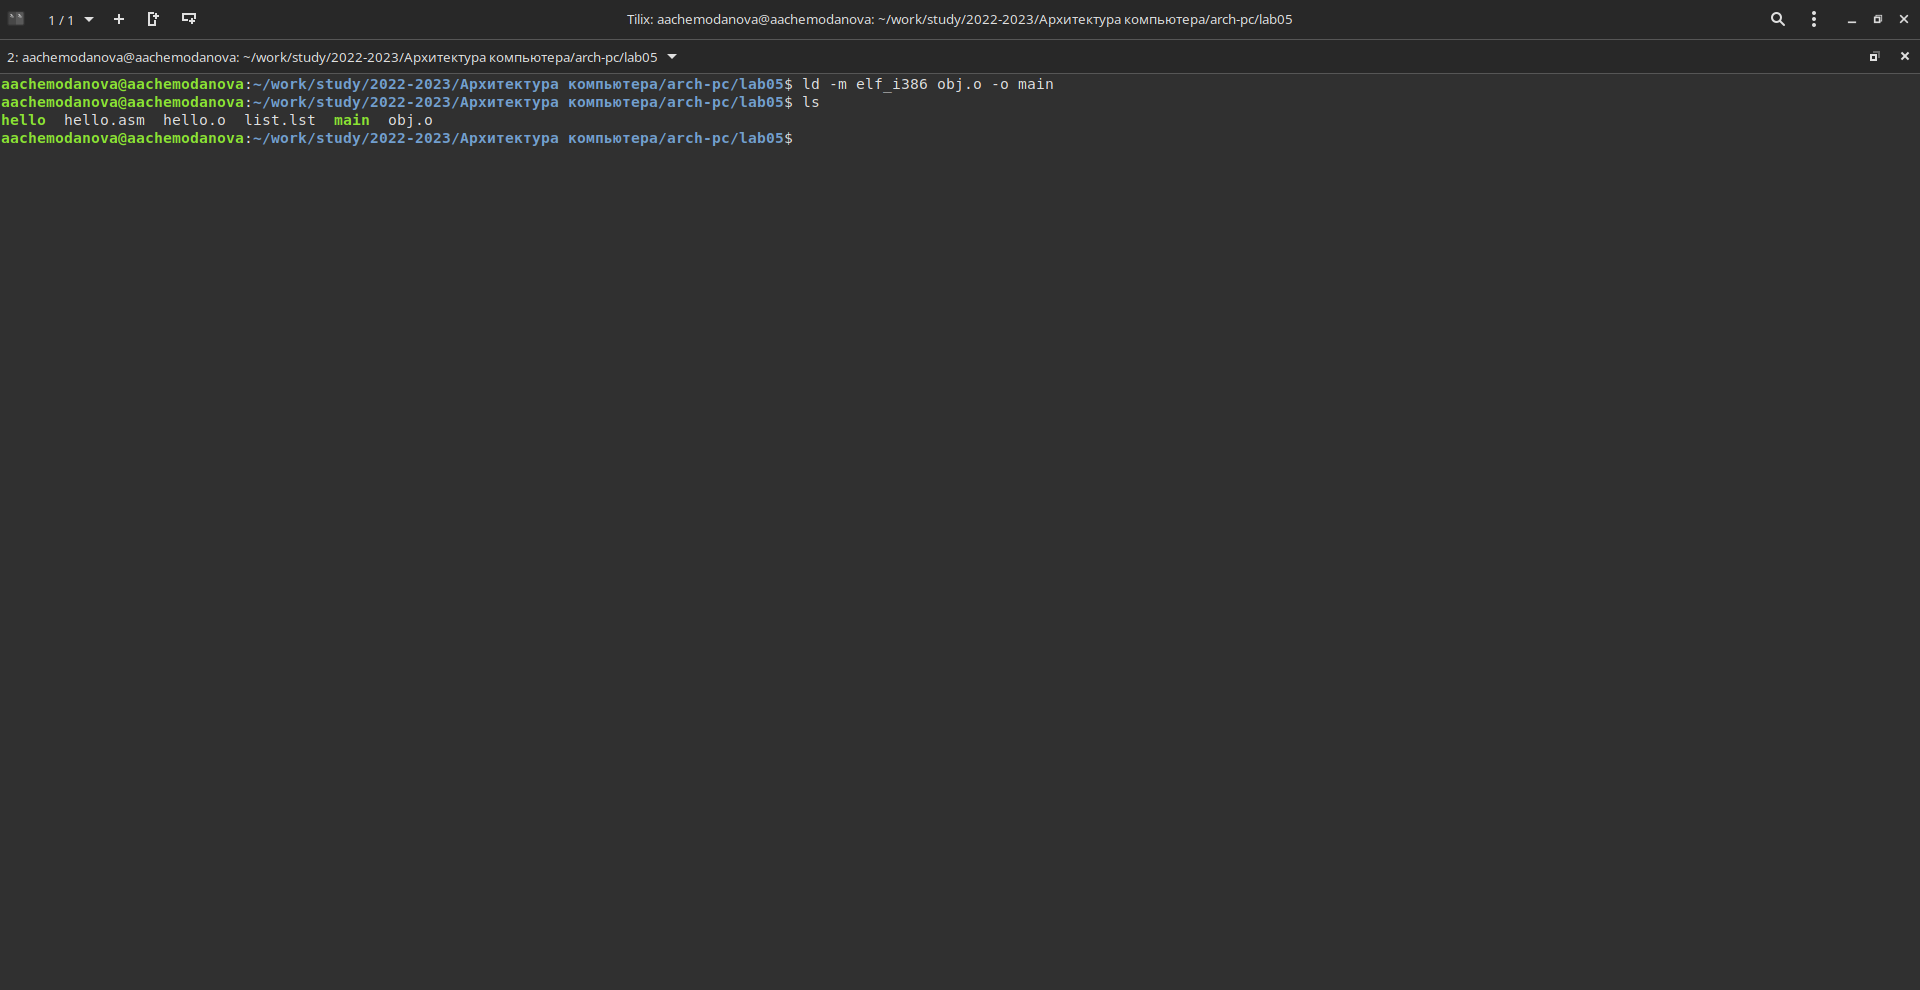 1 / 1
Tilix: aachemodanova@aachemodanova: ~/work/study/2022-2023/Архитектура компьютера/arch-pc/lab05
2: aachemodanova@aachemodanova: ~/work/study/2022-2023/Архитектура компьютера/arch-pc/lab05
aachemodanova@aachemodanova:~/work/study/2022-2023/Архитектура компьютера/arch-pc/lab05$ ld -m elf_i386 obj.o -o main
aachemodanova@aachemodanova:~/work/study/2022-2023/Архитектура компьютера/arch-pc/lab05$ ls
hello  hello.asm  hello.o  list.lst  main  obj.o
aachemodanova@aachemodanova:~/work/study/2022-2023/Архитектура компьютера/arch-pc/lab05$